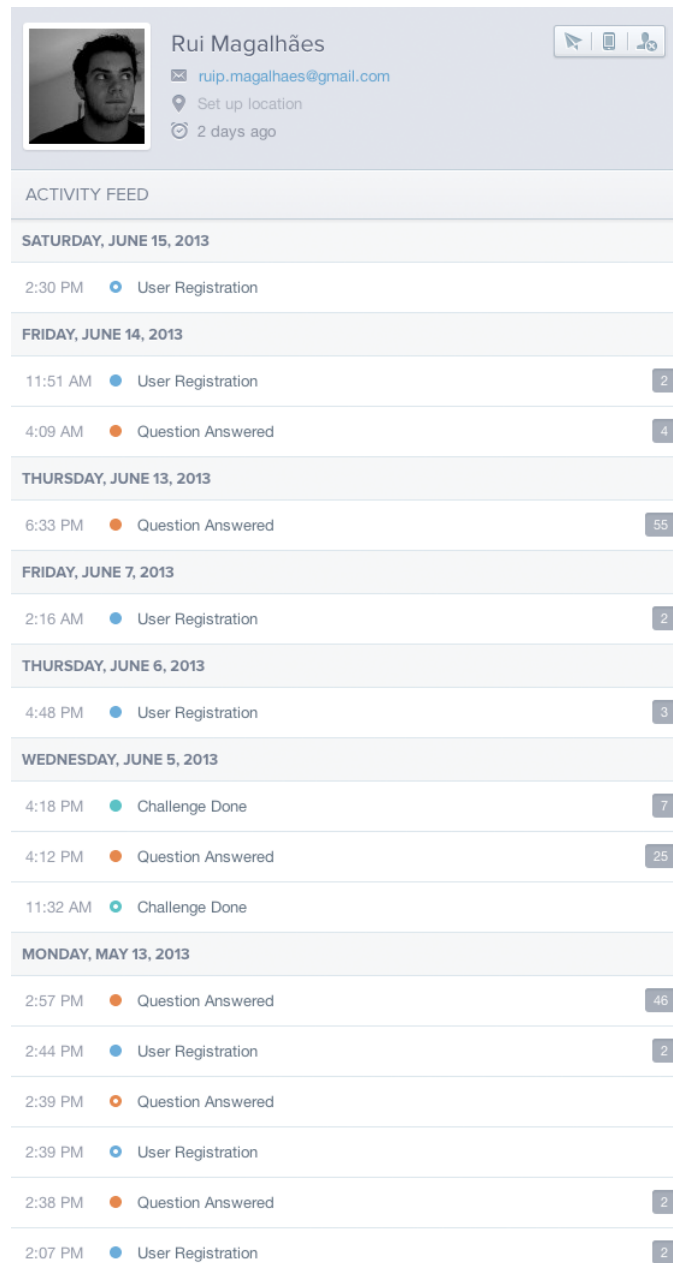 Rui Magalhães
ruip.magalhaes@gmail.com
Set up location
2 days ago
ACTIVITY FEED
SATURDAY, JUNE 15, 2013
2:30 PM User Registration
FRIDAY, JUNE 14, 2013
11:51 AM User Registration 2
4:09 AM Question Answered 4
THURSDAY, JUNE 13, 2013
6:33 PM Question Answered 55
FRIDAY, JUNE 7, 2013
2:16 AM User Registration 2
THURSDAY, JUNE 6, 2013
4:48 PM User Registration 3
WEDNESDAY, JUNE 5, 2013
4:18 PM Challenge Done 7
4:12 PM Question Answered 25
11:32 AM Challenge Done
MONDAY, MAY 13, 2013
2:57 PM Question Answered 46
2:44 PM User Registration 2
2:39 PM Question Answered
2:39 PM User Registration
2:38 PM Question Answered 2
2:07 PM User Registration 2